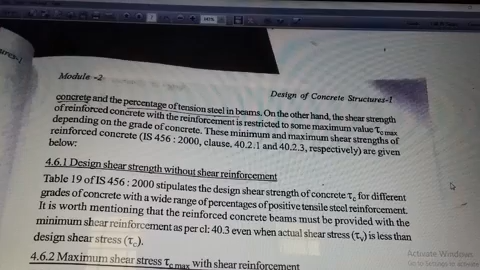 Module -2
Design of Concrete Structures-1
concrete and the percentage of tension steel in beams. On the other hand, the shear strength
of reinforced concrete with the reinforcement is restricted to some maximum value τc max
depending on the grade of concrete. These minimum and maximum shear strengths of
reinforced concrete (IS 456 : 2000, clause, 40.2.1 and 40.2.3, respectively) are given
below:
4.6.1 Design shear strength without shear reinforcement
Table 19 of IS 456 : 2000 stipulates the design shear strength of concrete τc for different
grades of concrete with a wide range of percentages of positive tensile steel reinforcement.
It is worth mentioning that the reinforced concrete beams must be provided with the
minimum shear reinforcement as per cl: 40.3 even when actual shear stress (τv) is less than
design shear stress (τc).
4.6.2 Maximum shear stress τc max with shear reinforcement
Activate Windows
Go to Settings to activate